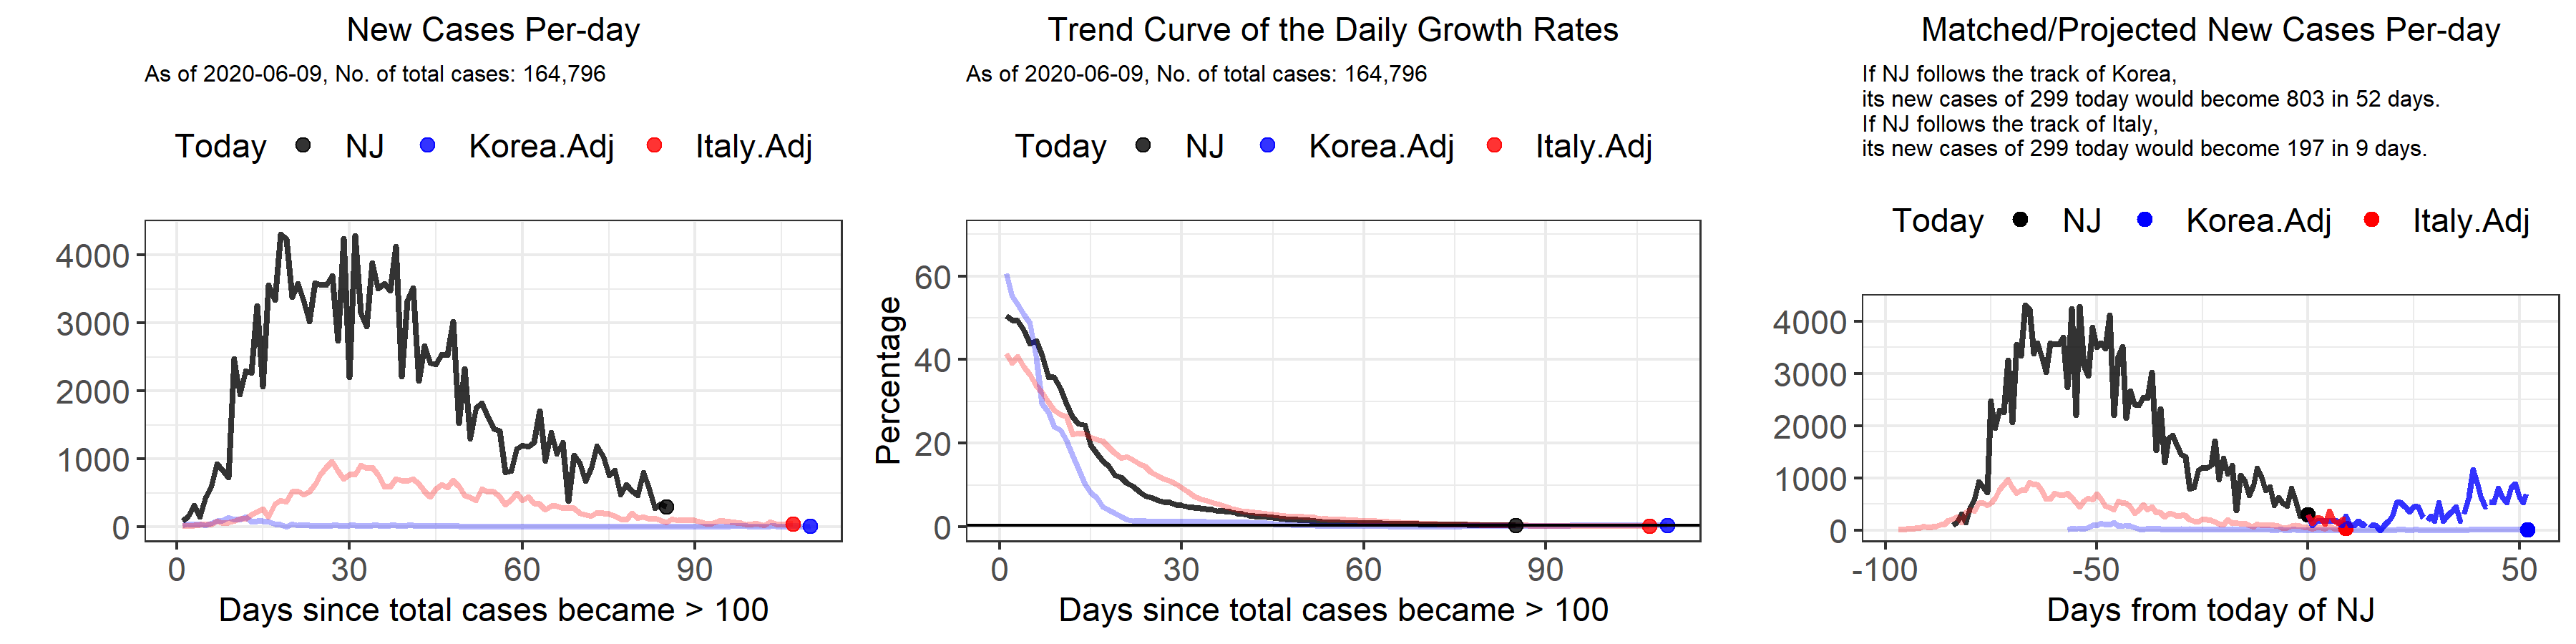 New Cases Per-day
As of 2020-06-09, No. of total cases: 164,796
Today NJ Korea.Adj Italy.Adj
4000
3000
2000
1000
0
0 30 60 90
Days since total cases became > 100
Trend Curve of the Daily Growth Rates
As of 2020-06-09, No. of total cases: 164,796
Today NJ Korea.Adj Italy.Adj
Percentage
60
40
20
0
0 30 60 90
Days since total cases became > 100
Matched/Projected New Cases Per-day
If NJ follows the track of Korea,
its new cases of 299 today would become 803 in 52 days.
If NJ follows the track of Italy,
its new cases of 299 today would become 197 in 9 days.
Today NJ Korea.Adj Italy.Adj
4000
3000
2000
1000
0
-100 -50 0 50
Days from today of NJ